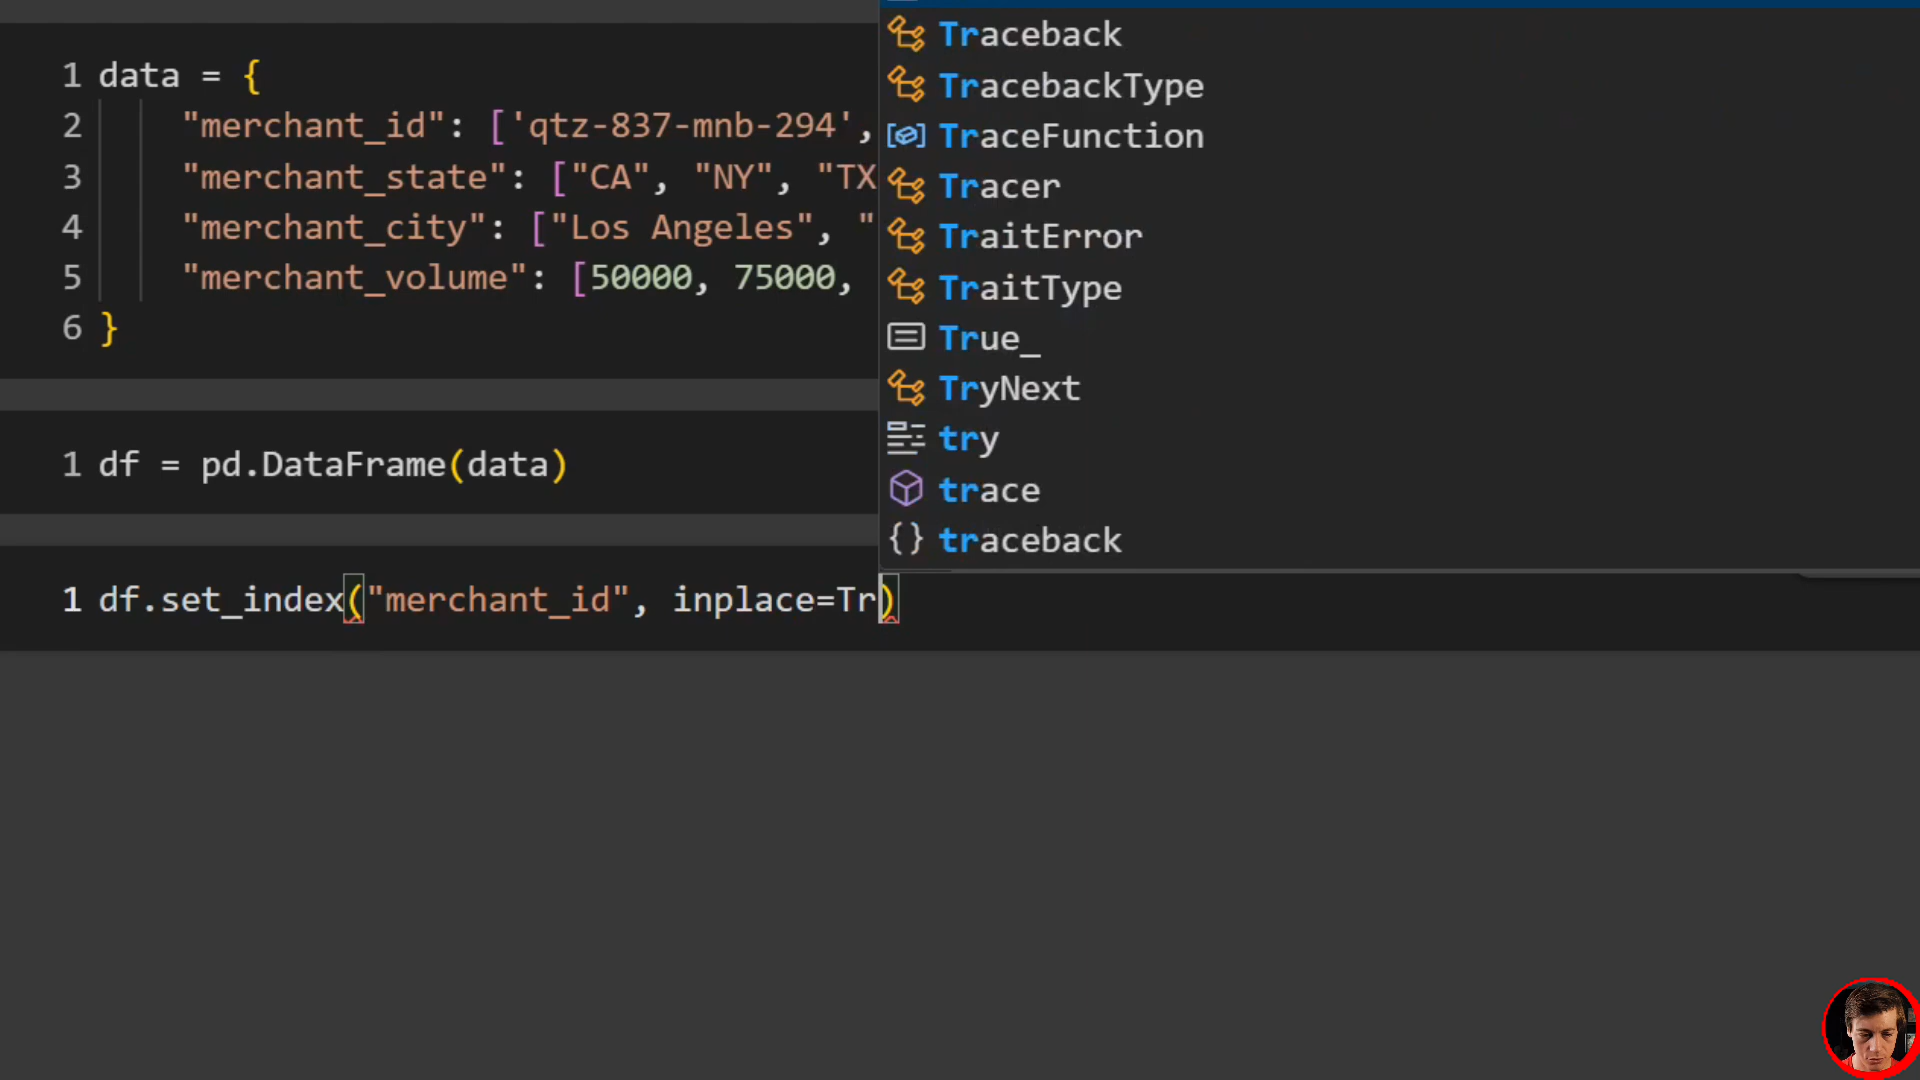 1 data = {
2 "merchant_id": ['qtz-837-mnb-294',
3 "merchant_state": ["CA", "NY", "TX
4 "merchant_city": ["Los Angeles", "
5 "merchant_volume": [50000, 75000,
6 }
Traceback
TracebackType
TraceFunction
Tracer
TraitError
TraitType
True_
TryNext
try
trace
traceback
1 df = pd.DataFrame(data)
1 df.set_index("merchant_id", inplace=Tr)